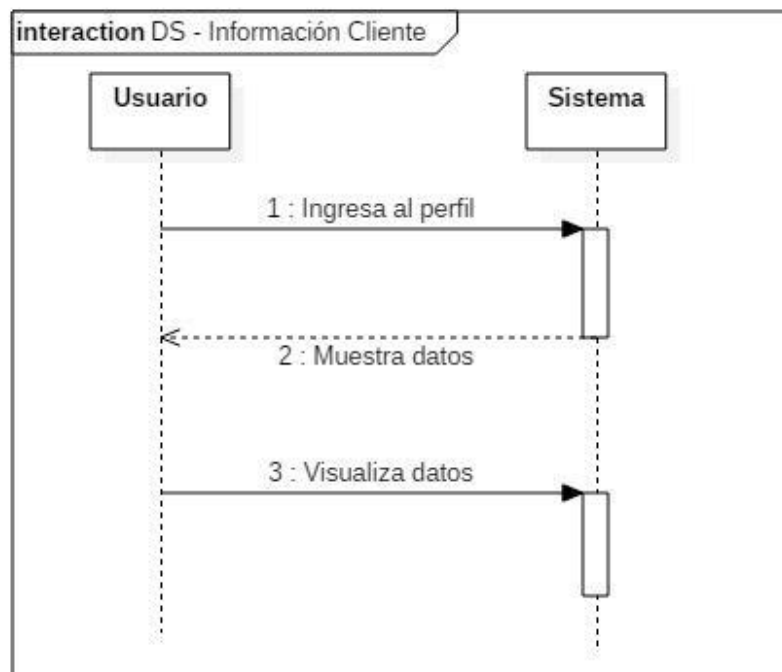 interaction DS - Información Cliente
Usuario
Sistema
1 : Ingresa al perfil
2 : Muestra datos
3 : Visualiza datos